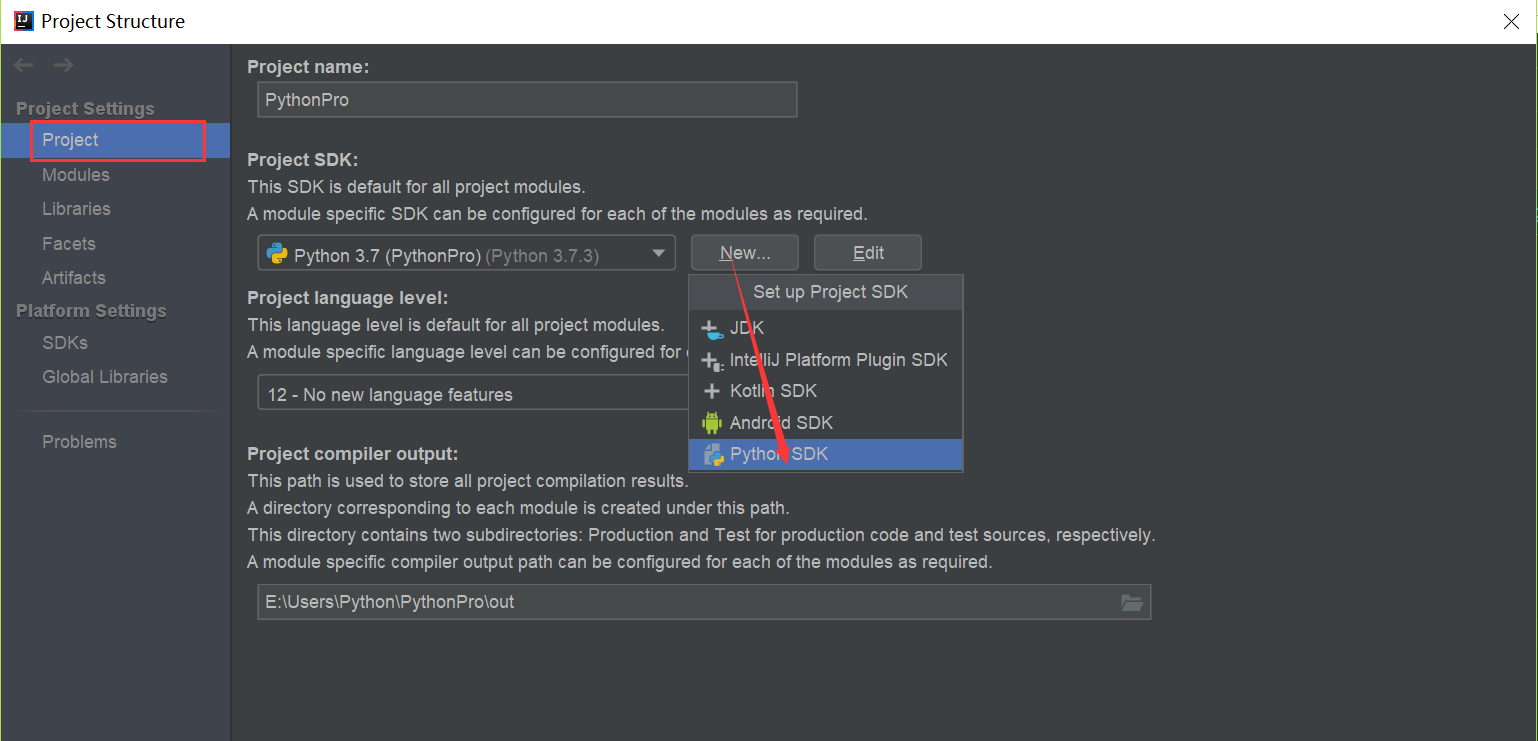 Project Structure
Project Settings
Project
Modules
Libraries
Facets
Artifacts
Platform Settings
SDKs
Global Libraries
Problems
Project name:
PythonPro
Project SDK:
This SDK is default for all project modules.
A module specific SDK can be configured for each of the modules as required.
Python 3.7 (PythonPro) (Python 3.7.3)
New...
Edit
Set up Project SDK
JDK
IntelliJ Platform Plugin SDK
Kotlin SDK
Android SDK
Python SDK
Project language level:
This language level is default for all project modules.
A module specific language level can be configured for
12 - No new language features
Project compiler output:
This path is used to store all project compilation results.
A directory corresponding to each module is created under this path.
This directory contains two subdirectories: Production and Test for production code and test sources, respectively.
A module specific compiler output path can be configured for each of the modules as required.
E:\Users\Python\PythonPro\out